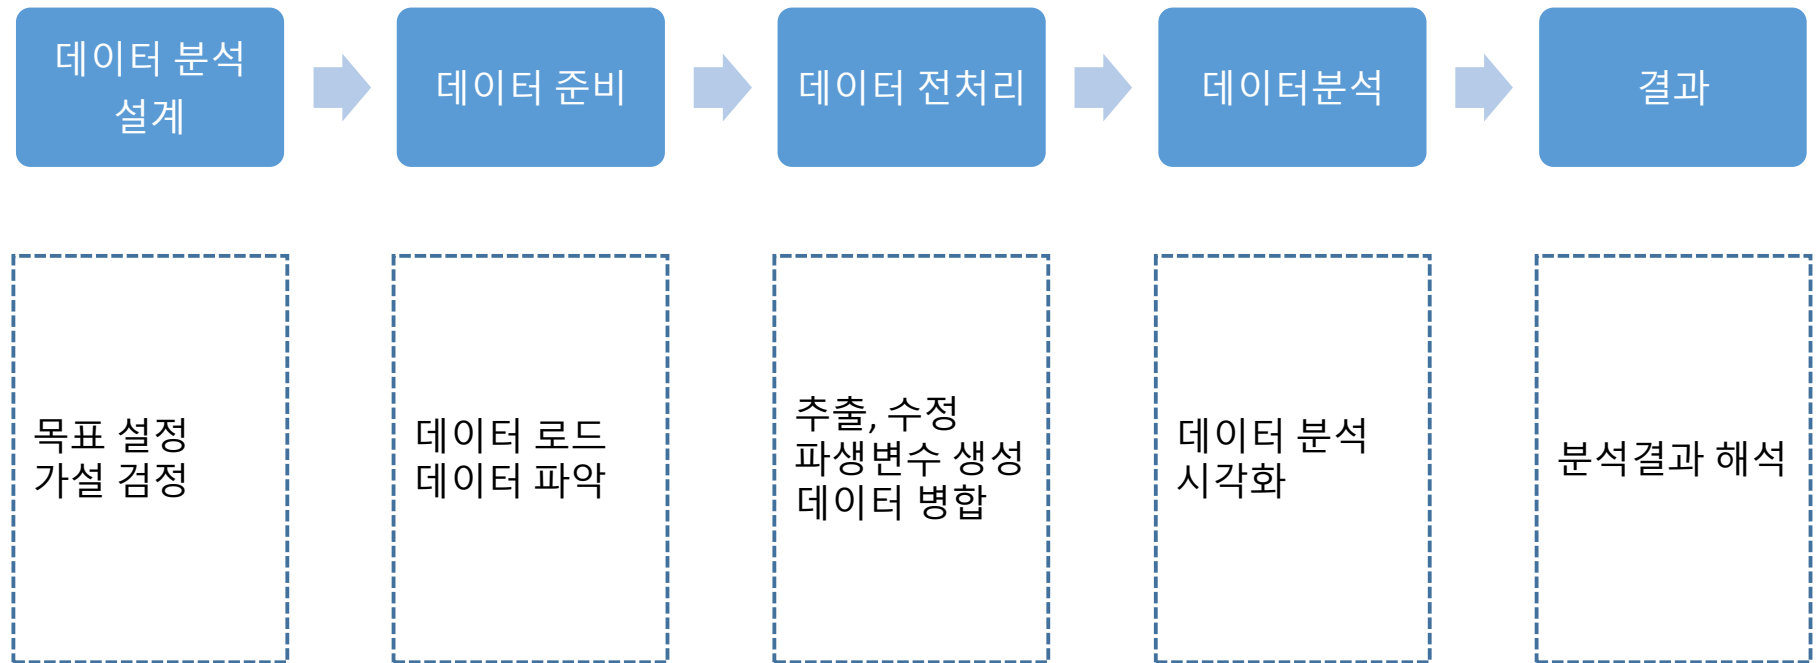 데이터 분석
설계
데이터 준비
데이터 전처리
데이터분석
결과
목표 설정
가설 검정
데이터 로드
데이터 파악
추출, 수정
파생변수 생성
데이터 병합
데이터 분석
시각화
분석결과 해석